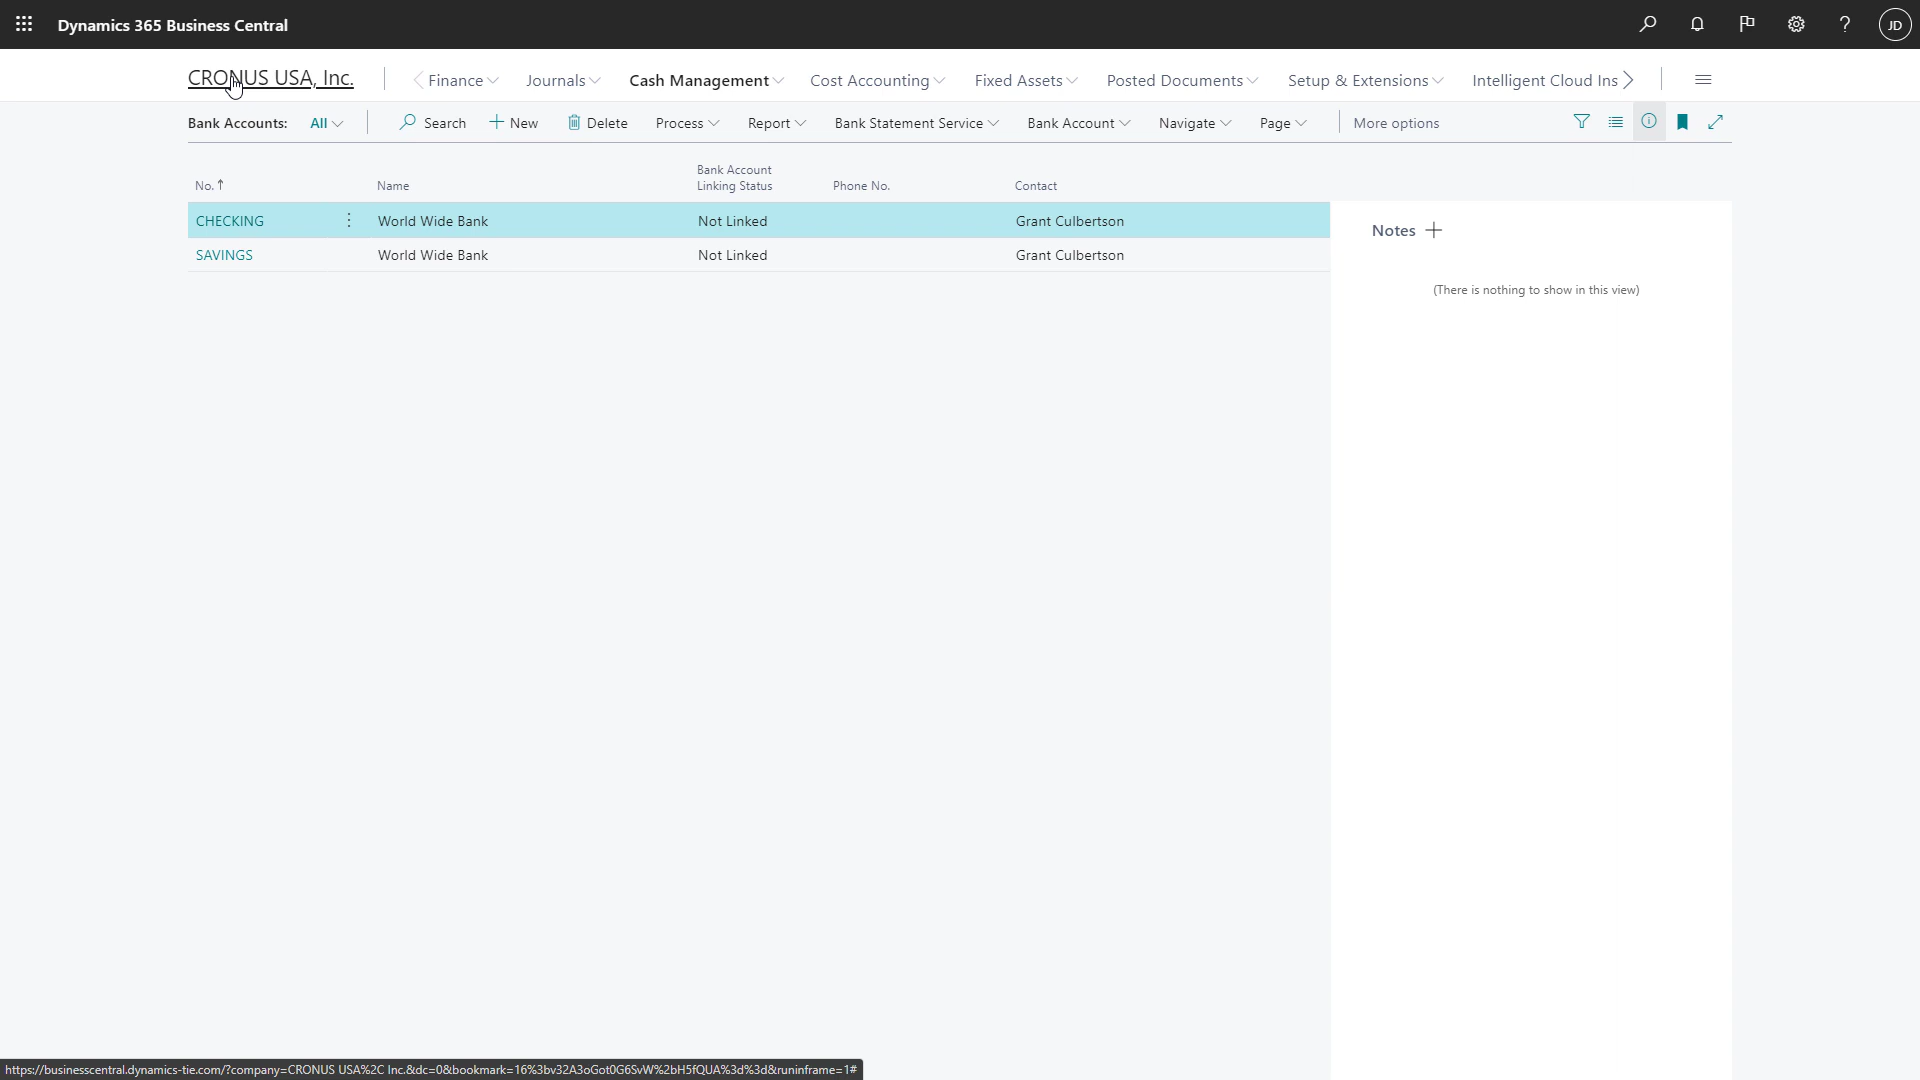 Dynamics 365 Business Central
JD
CRONUS USA, Inc.
Finance Journals Cash Management Cost Accounting Fixed Assets Posted Documents Setup & Extensions Intelligent Cloud Ins
Bank Accounts: All Search New Delete Process Report Bank Statement Service Bank Account Navigate Page More options
No. Name Bank Account Linking Status Phone No. Contact
CHECKING World Wide Bank Not Linked Grant Culbertson
SAVINGS World Wide Bank Not Linked Grant Culbertson
Notes
(There is nothing to show in this view)
https://businesscentral.dynamics-tie.com/?company=CRONUS USA%2C Inc.&dc=0&bookmark=16%3bv32A3oGot0G6SvW%2bH5fQUA%3d%3d&runinframe=1#